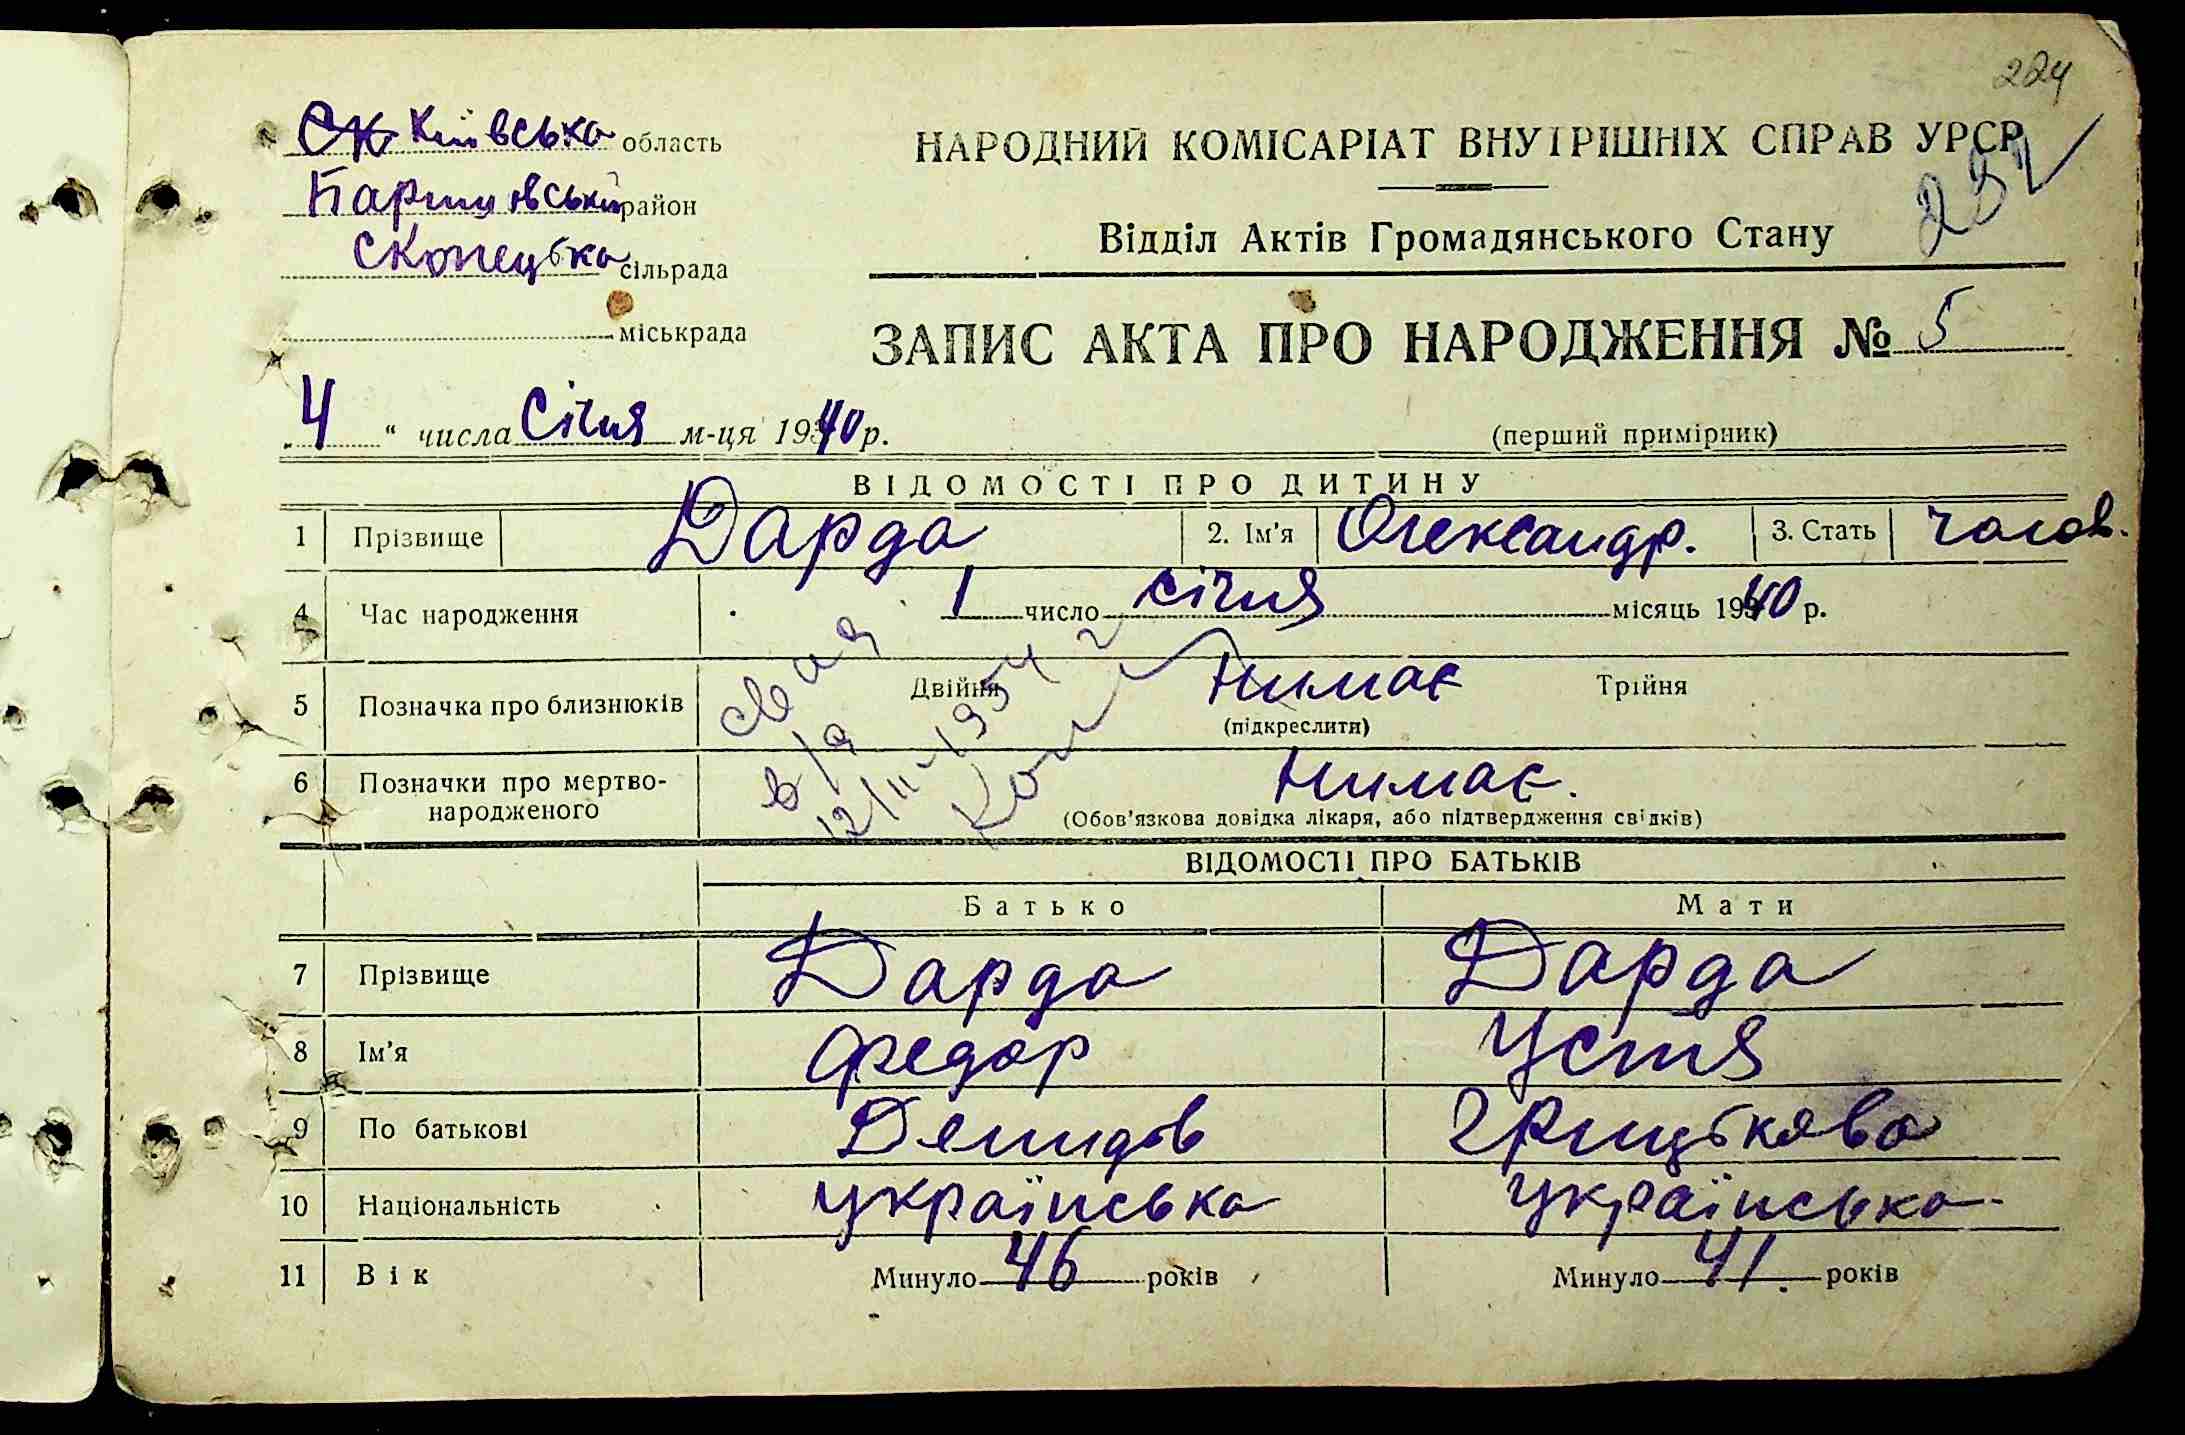 224
Київська область
НАРОДНИЙ КОМІСАРІАТ ВНУТРІШНІХ СПРАВ УРСР
район
Скопецька сільрада
Відділ Актів Громадянського Стану
міськрада
ЗАПИС АКТА ПРО НАРОДЖЕННЯ № 5
„4“ числа Січня м-ця 1940 р.
(перший примірник)
ВІДОМОСТІ ПРО ДИТИНУ
1 Прізвище Дарда 2. Ім'я Олександр. 3. Стать чолов.
4 Час народження 1 число січня місяць 1940 р.
5 Позначка про близнюків Двійня нимає Трійня
(підкреслити)
6 Позначки про мертво-
народженого нимає.
(Обов'язкова довідка лікаря, або підтвердження свідків)
12/II-1954
ВІДОМОСТІ ПРО БАТЬКІВ
Батько Мати
7 Прізвище Дарда Дарда
8 Ім'я Федор Устя
9 По батькові Демидов Грицькова
10 Національність українська українська.
11 Вік Минуло 46 років Минуло 41. років